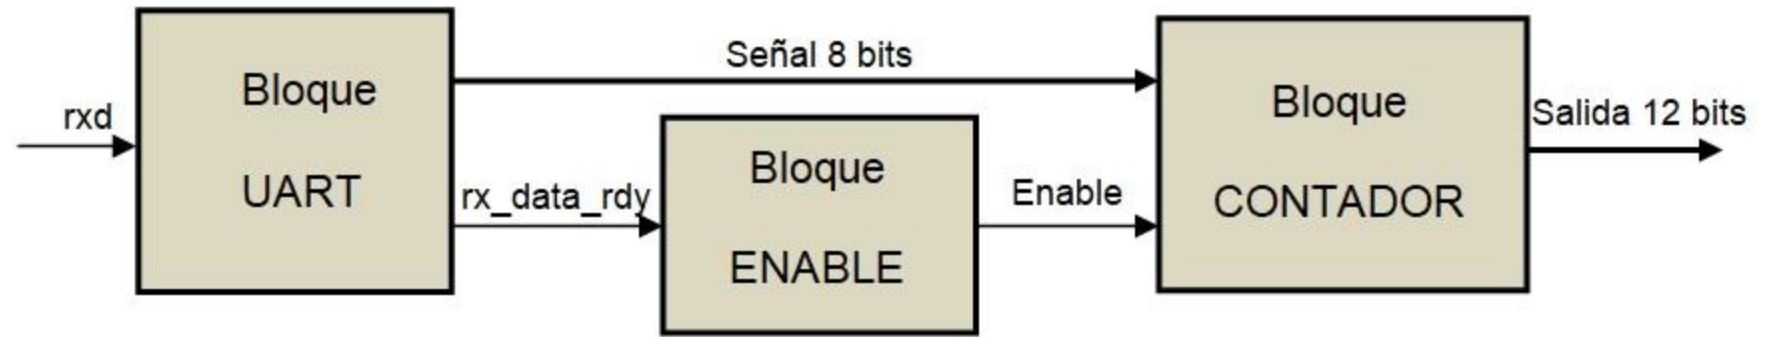 rxd
Bloque
UART
Señal 8 bits
rx_data_rdy
Bloque
ENABLE
Enable
Bloque
CONTADOR
Salida 12 bits